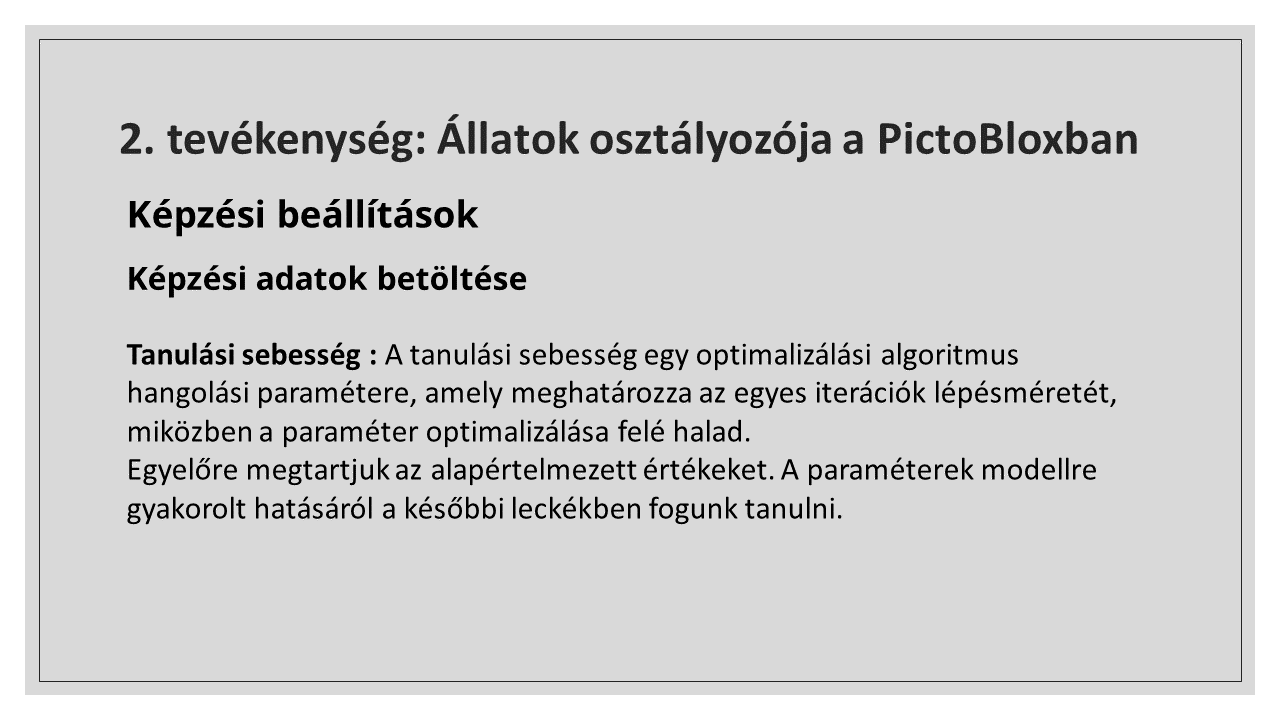 2. tevékenység: Állatok osztályozója a PictoBloxban
Képzési beállítások
Képzési adatok betöltése
Tanulási sebesség : A tanulási sebesség egy optimalizálási algoritmus
hangolási paramétere, amely meghatározza az egyes iterációk lépésméretét,
miközben a paraméter optimalizálása felé halad.
Egyelőre megtartjuk az alapértelmezett értékeket. A paraméterek modellre
gyakorolt hatásáról a későbbi leckékben fogunk tanulni.